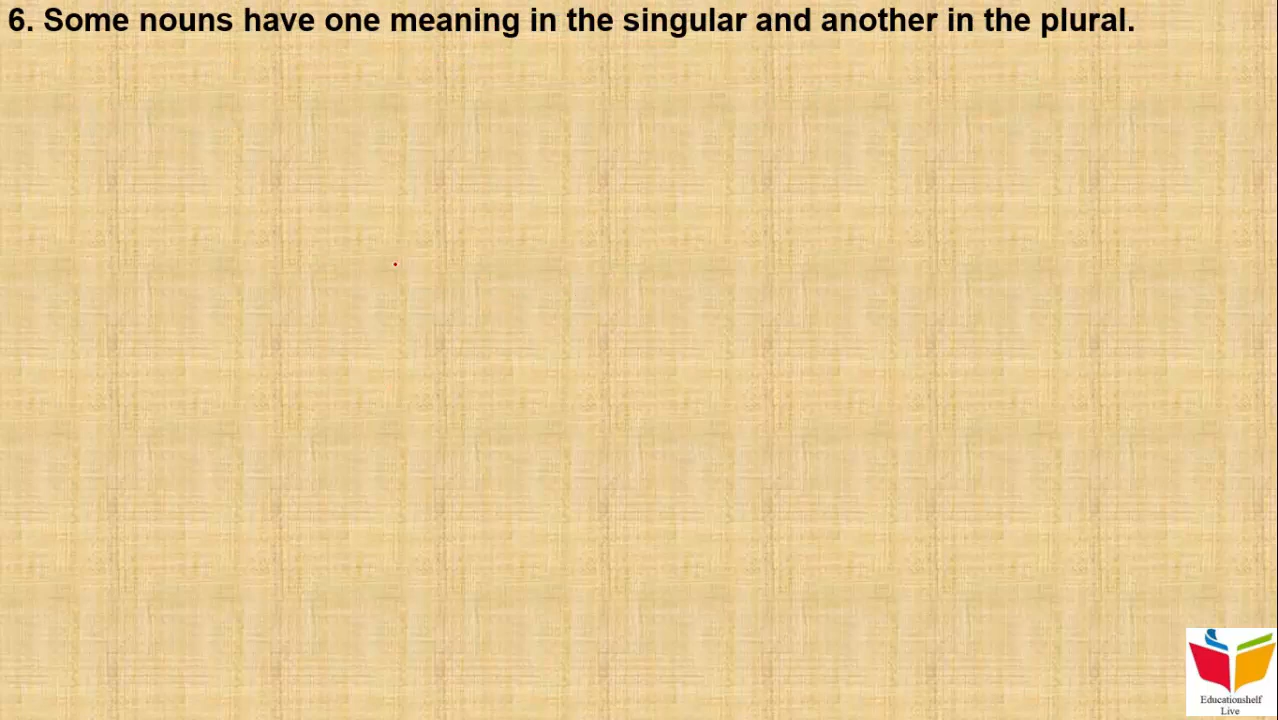 6. Some nouns have one meaning in the singular and another in the plural.
Educationshelf
Live